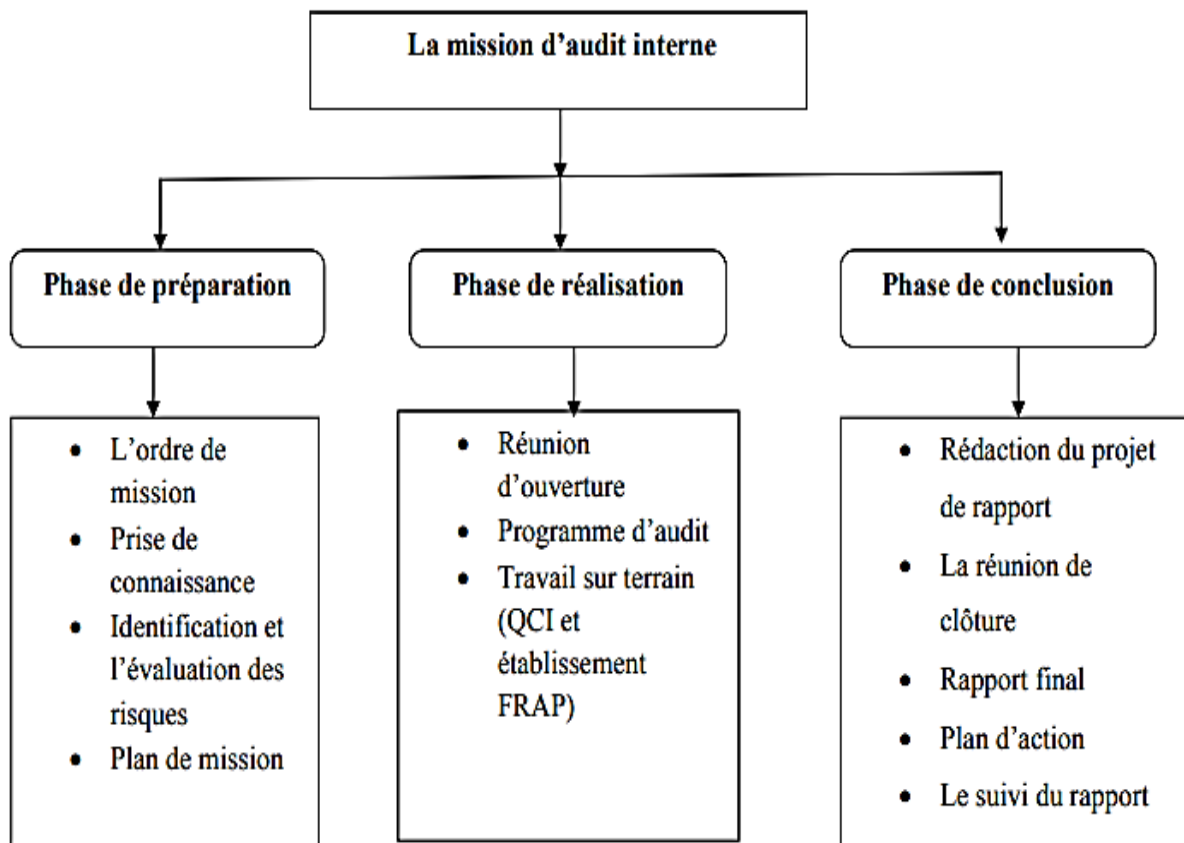 La mission d'audit interne
Phase de préparation
Phase de réalisation
Phase de conclusion
• L'ordre de
mission
• Prise de
connaissance
• Identification et
l'évaluation des
risques
• Plan de mission
• Réunion
d'ouverture
• Programme d'audit
• Travail sur terrain
(QCI et
établissement
FRAP)
• Rédaction du projet
de rapport
• La réunion de
clôture
• Rapport final
• Plan d'action
• Le suivi du rapport